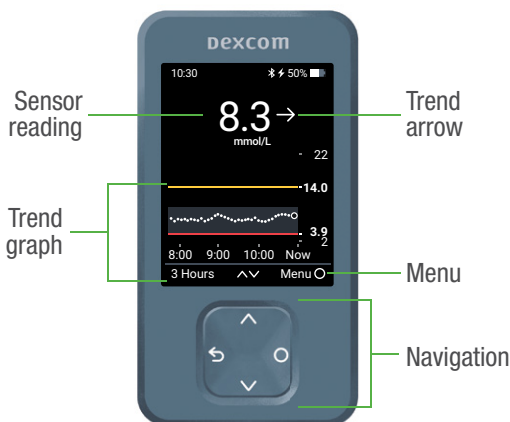 Dexcom
10:30 50%
Sensor
reading
8.3
mmol/L
Trend
arrow
22
14.0
Trend
graph
3.9
2
8:00 9:00 10:00 Now
3 Hours Menu
Menu
Navigation